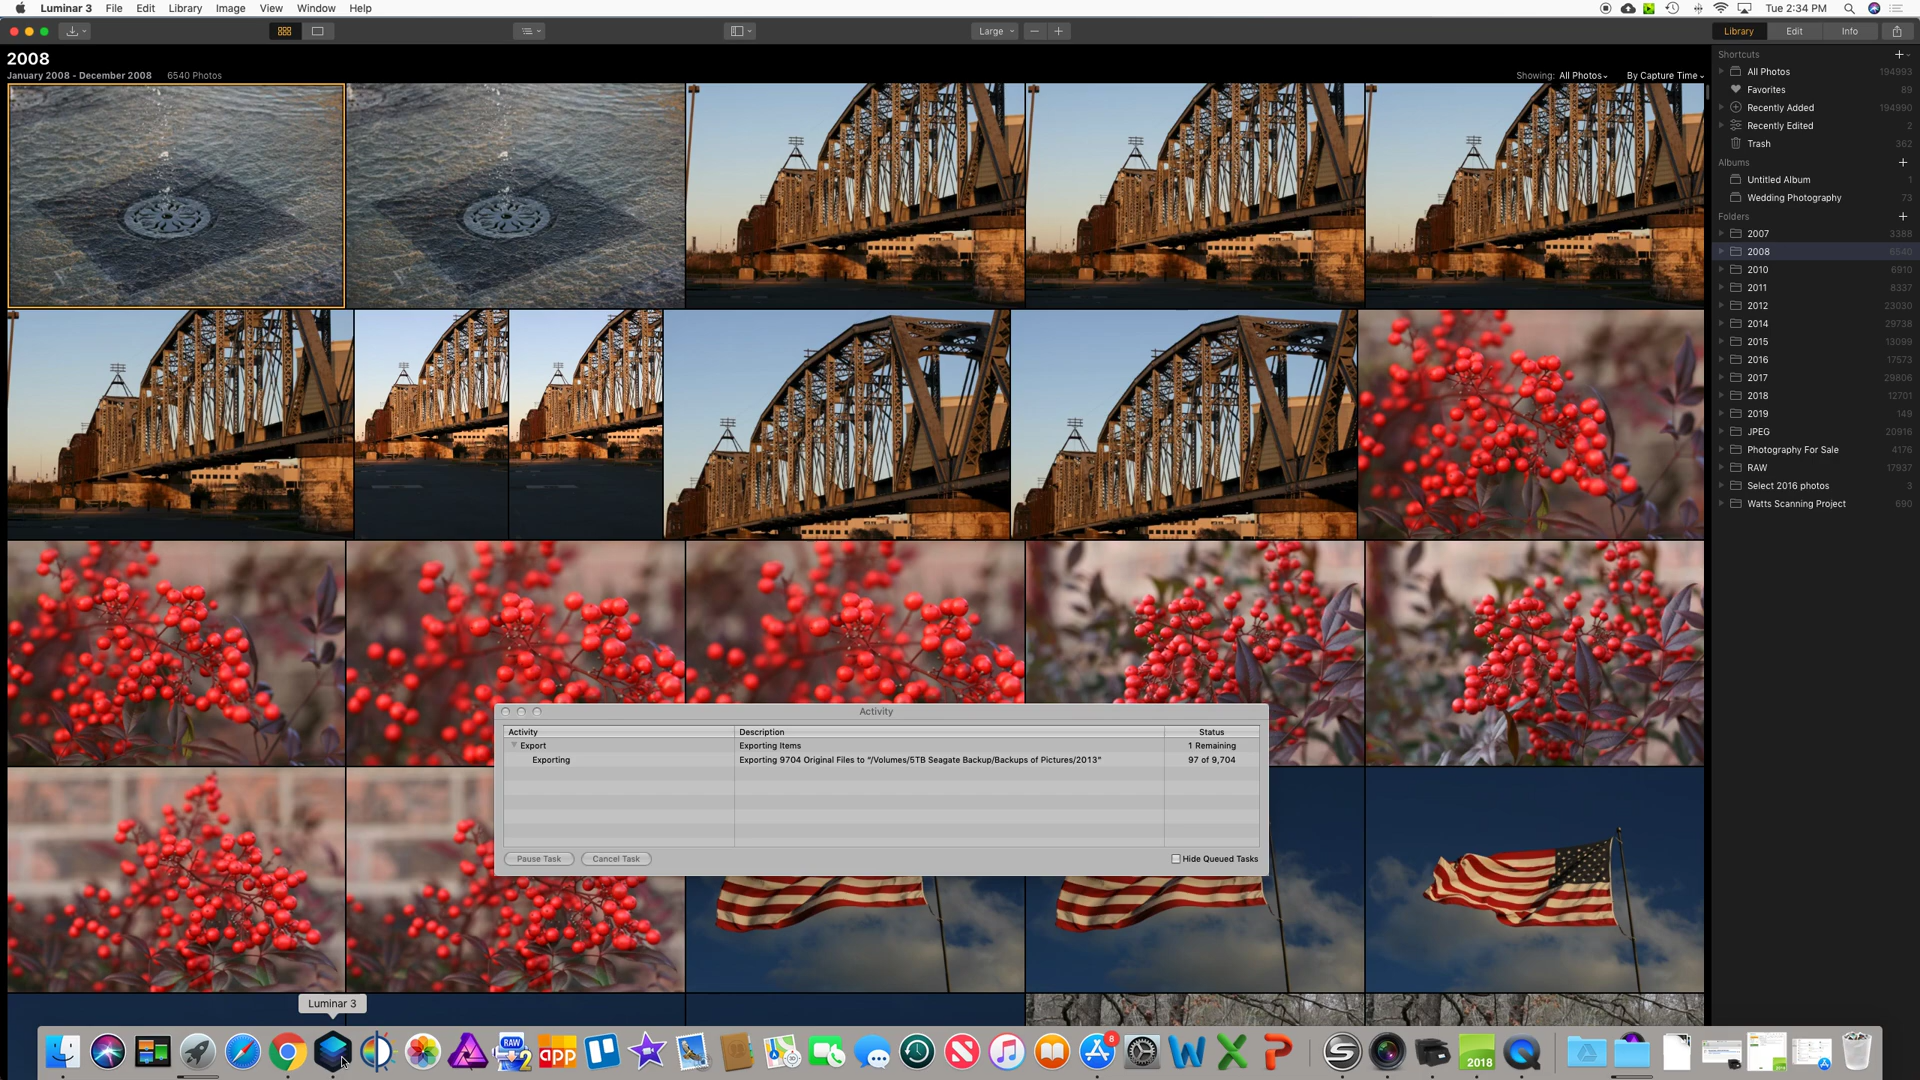 Luminar 3 File Edit Library Image View Window Help Tue 2:34 PM
Large Library Edit Info
2008
January 2008 - December 2008 6540 Photos
Showing: All Photos By Capture Time
Shortcuts
All Photos 194993
Favorites 89
Recently Added 194990
Recently Edited 2
Trash 362
Albums
Untitled Album 1
Wedding Photography 73
Folders
2007 3388
2008 6540
2010 6910
2011 8337
2012 23030
2014 29738
2015 13099
2016 17573
2017 29806
2018 12701
2019 149
JPEG 20916
Photography For Sale 4176
RAW 17937
Select 2016 photos 3
Watts Scanning Project 690
Activity
Activity Description Status
Export Exporting Items 1 Remaining
Exporting Exporting 9704 Original Files to "/Volumes/5TB Seagate Backup/Backups of Pictures/2013" 97 of 9,704
Pause Task Cancel Task Hide Queued Tasks
Luminar 3
RAW
2
app
8
2018